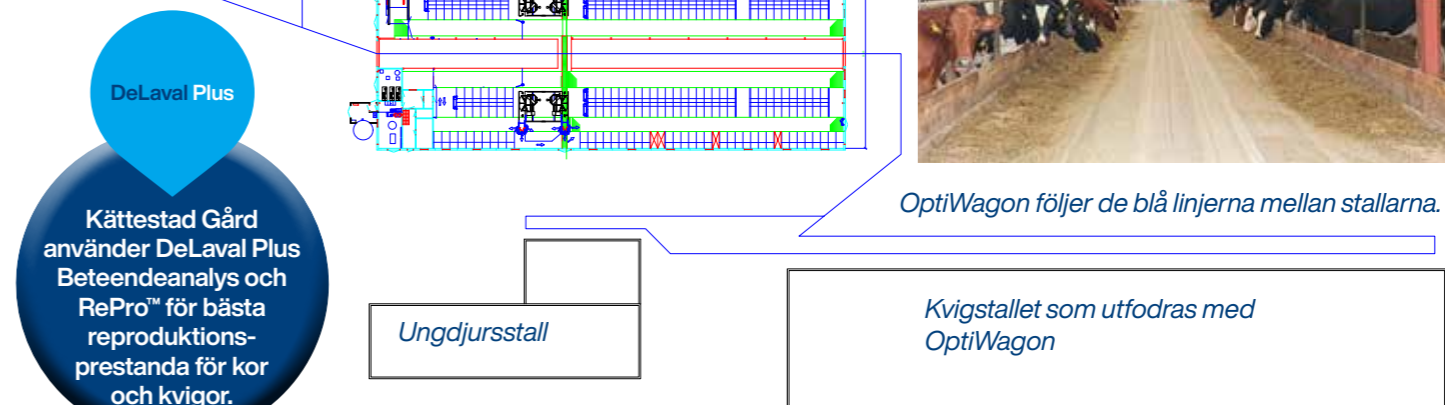 DeLaval Plus
Kättestad Gård
använder DeLaval Plus
Beteendeanalys och
RePro™ för bästa
reproduktions-
prestanda för kor
och kvigor.
OptiWagon följer de blå linjerna mellan stallarna.
Ungdjursstall
Kvigstallet som utfodras med
OptiWagon